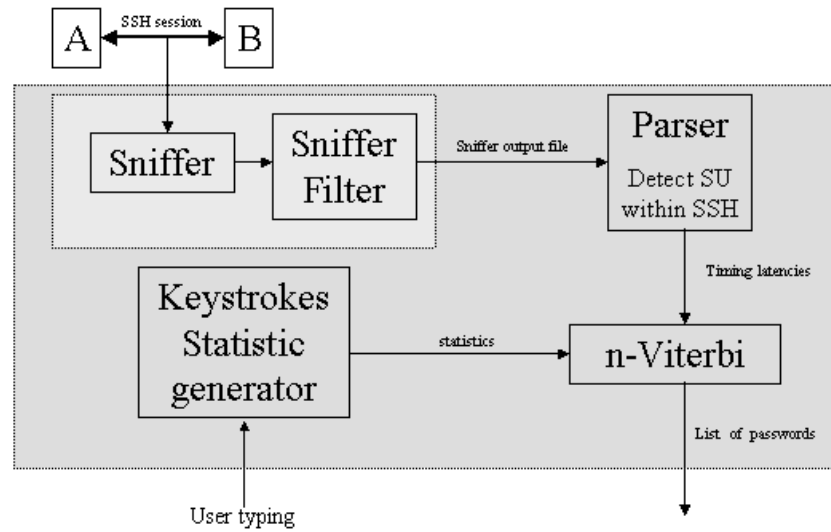 SSH session
A
B
Sniffer
Sniffer
Filter
Sniffer output file
Parser
Detect SU
within SSH
Timing latencies
Keystrokes
Statistic
generator
statistics
n-Viterbi
List of passwords
User typing